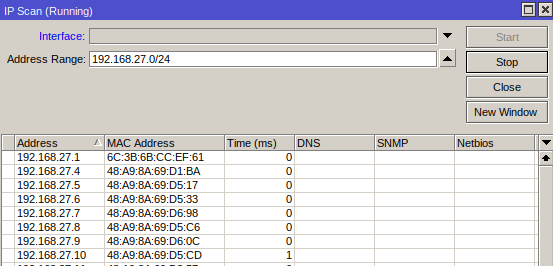 IP Scan (Running)
Interface:
Start
Address Range: 192.168.27.0/24
Stop
Close
New Window
Address MAC Address Time (ms) DNS SNMP Netbios
192.168.27.1 6C:3B:6B:CC:EF:61 0
192.168.27.4 48:A9:8A:69:D1:BA 0
192.168.27.5 48:A9:8A:69:D5:17 0
192.168.27.6 48:A9:8A:69:D5:33 0
192.168.27.7 48:A9:8A:69:D6:98 0
192.168.27.8 48:A9:8A:69:D5:C6 0
192.168.27.9 48:A9:8A:69:D6:0C 0
192.168.27.10 48:A9:8A:69:D5:CD 1